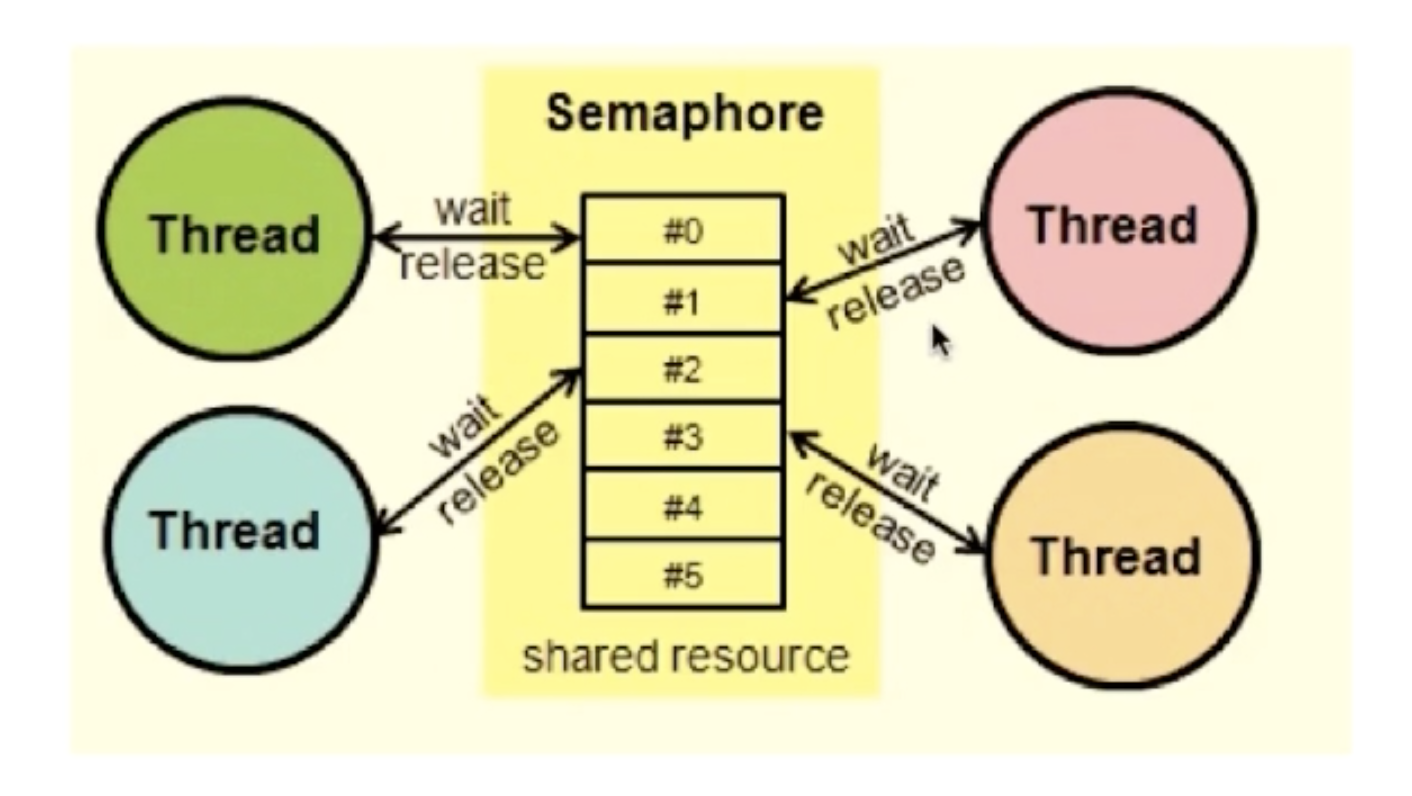 Semaphore
Thread
wait
release
#0
#1
#2
#3
#4
#5
wait
release
Thread
Thread
wait
release
wait
release
Thread
shared resource